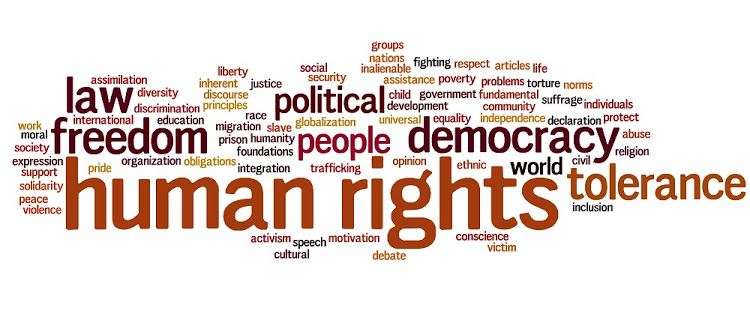 groups
nations
inalienable
fighting respect articles life
social
security
liberty
inherent
discourse
principles
justice
assimilation
diversity
law
discrimination
assistance poverty problems torture norms
political
child government fundamental suffrage individuals
development
community
international education
race
migration slave globalization universal equality independence declaration protect
work
moral
freedom
prison humanity
people
democracy
abuse
society
foundations
religion
expression organization obligations
opinion ethnic world civil
support
pride
integration trafficking
solidarity
human rights
tolerance
peace
violence
inclusion
activism speech motivation
conscience
cultural
victim
debate